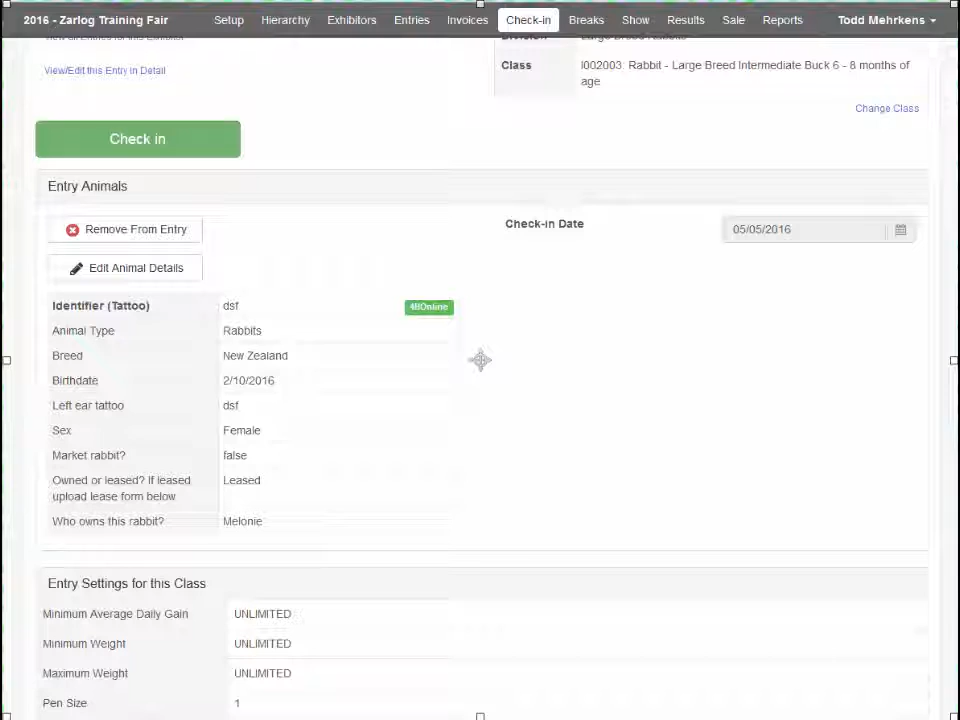 2016 - Zarlog Training Fair Setup Hierarchy Exhibitors Entries Invoices Check-in Breaks Show Results Sale Reports Todd Mehrkens
View all Entries for this Exhibitor
Division Large Breed Rabbits
View/Edit this Entry in Detail
Class I002003: Rabbit - Large Breed Intermediate Buck 6 - 8 months of
age
Change Class
Check in
Entry Animals
Remove From Entry
Check-in Date 05/05/2016
Edit Animal Details
Identifier (Tattoo) dsf 4HOnline
Animal Type Rabbits
Breed New Zealand
Birthdate 2/10/2016
Left ear tattoo dsf
Sex Female
Market rabbit? false
Owned or leased? If leased Leased
upload lease form below
Who owns this rabbit? Melonie
Entry Settings for this Class
Minimum Average Daily Gain UNLIMITED
Minimum Weight UNLIMITED
Maximum Weight UNLIMITED
Pen Size 1